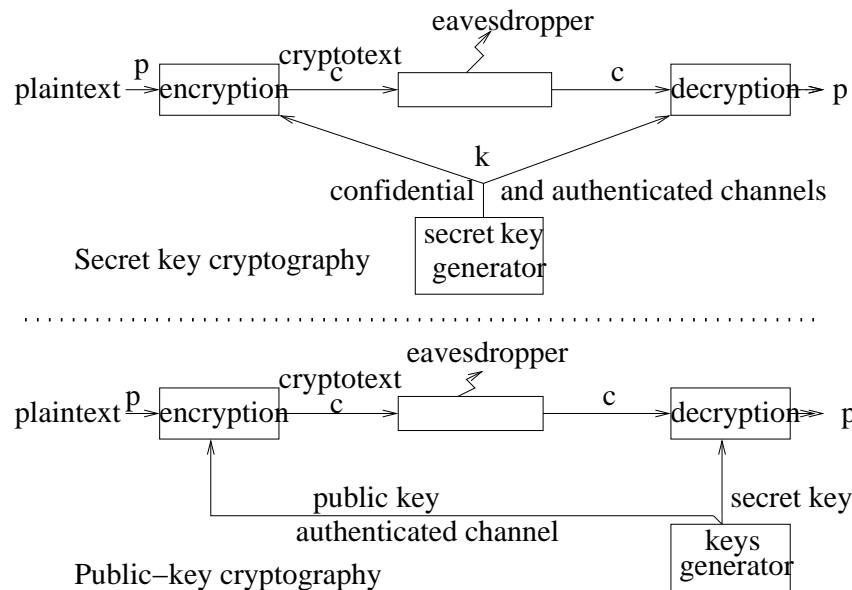 eavesdropper
cryptotext
p c c
plaintext encryption decryption p
k
confidential and authenticated channels
secret key
generator
Secret key cryptography
eavesdropper
cryptotext
p c c
plaintext encryption decryption p
public key secret key
authenticated channel
keys
generator
Public–key cryptography